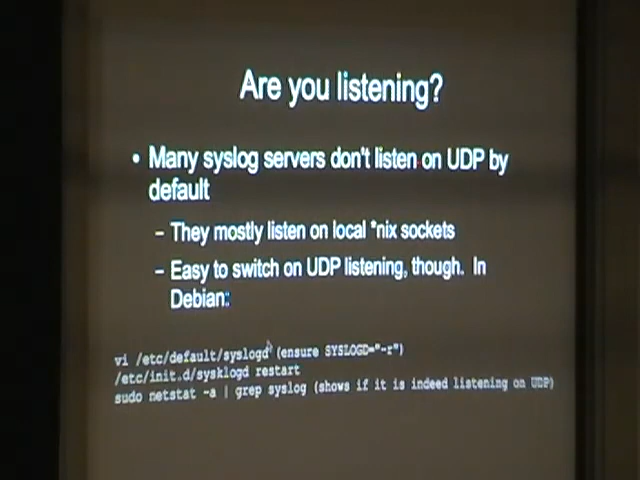 Are you listening?
• Many syslog servers don't listen on UDP by
default
– They mostly listen on local *nix sockets
– Easy to switch on UDP listening, though. In
Debian:
vi /etc/default/syslogd (ensure SYSLOGD="-r")
/etc/init.d/sysklogd restart
sudo netstat -a | grep syslog (shows if it is indeed listening on UDP)